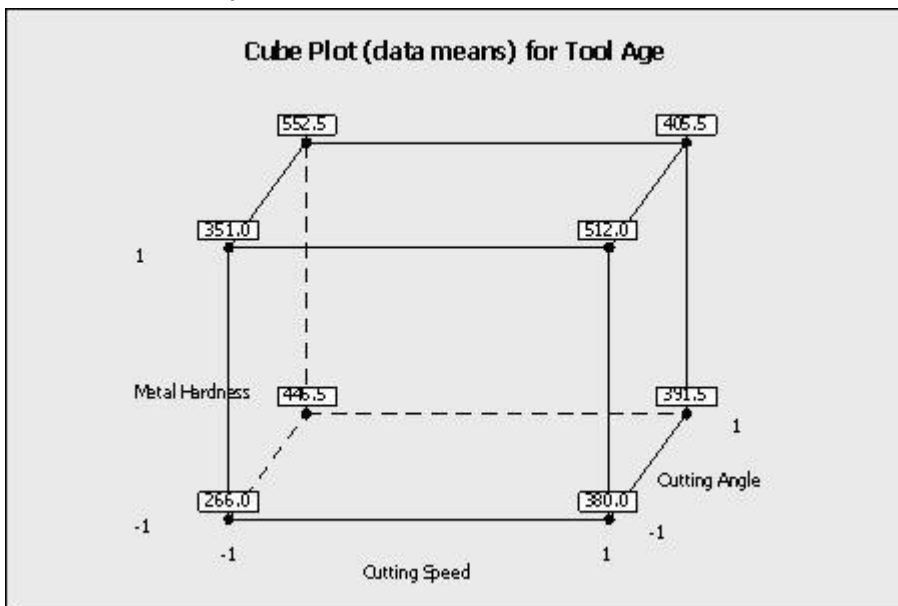 Cube Plot (data means) for Tool Age
552.5 405.5
351.0 512.0
1
Metal Hardness
446.5 391.5
1
Cutting Angle
266.0 380.0
-1 -1
-1 1
Cutting Speed